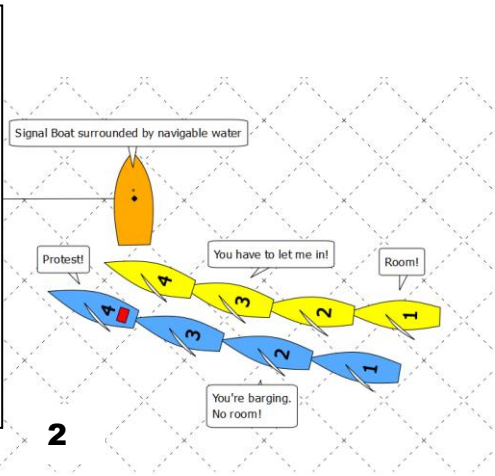 Signal Boat surrounded by navigable water
Protest!
You have to let me in!
Room!
4
3
2
1
4
3
2
1
You're barging.
No room!
2